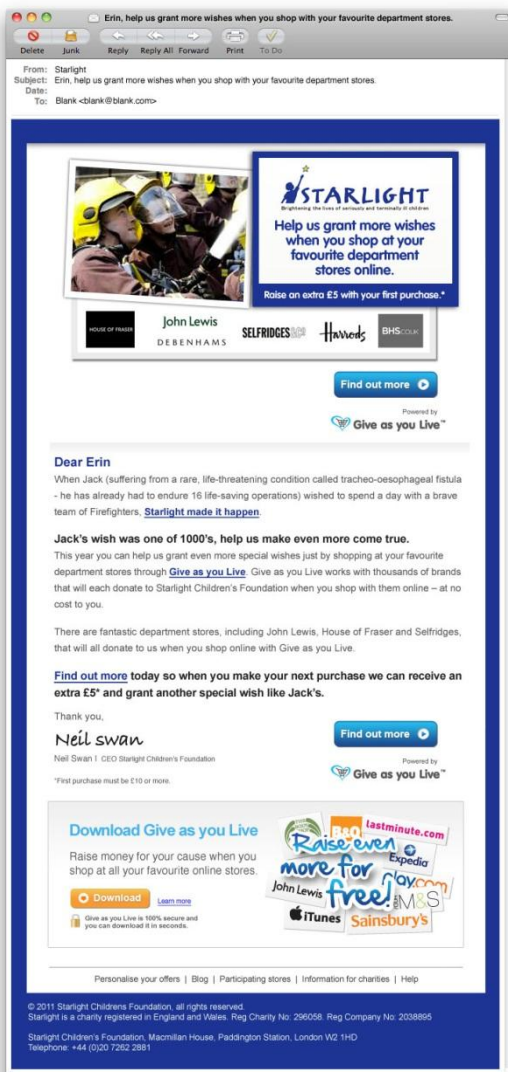 Erin, help us grant more wishes when you shop with your favourite department stores.
Delete Junk Reply Reply All Forward Print To Do
From: Starlight
Subject: Erin, help us grant more wishes when you shop with your favourite department stores.
Date:
To: Blank <blank@blank.com>
STARLIGHT
Brightening the lives of seriously and terminally ill children
Help us grant more wishes
when you shop at your
favourite department
stores online.
Raise an extra £5 with your first purchase.*
HOUSE OF FRASER
John Lewis
DEBENHAMS
SELFRIDGES&CO
Harrods
BHS.CO.UK
Find out more
Powered by
Give as you Live™
Dear Erin
When Jack (suffering from a rare, life-threatening condition called tracheo-oesophageal fistula
- he has already had to endure 16 life-saving operations) wished to spend a day with a brave
team of Firefighters, Starlight made it happen.
Jack's wish was one of 1000's, help us make even more come true.
This year you can help us grant even more special wishes just by shopping at your favourite
department stores through Give as you Live. Give as you Live works with thousands of brands
that will each donate to Starlight Children's Foundation when you shop with them online – at no
cost to you.
There are fantastic department stores, including John Lewis, House of Fraser and Selfridges,
that will all donate to us when you shop online with Give as you Live.
Find out more today so when you make your next purchase we can receive an
extra £5* and grant another special wish like Jack's.
Thank you,
Neil Swan
Neil Swan | CEO Starlight Children's Foundation
*First purchase must be £10 or more.
Find out more
Powered by
Give as you Live™
Download Give as you Live
Raise money for your cause when you
shop at all your favourite online stores.
Download Learn more
Give as you Live is 100% secure and
you can download it in seconds.
B&Q
lastminute.com
Raise even
more for
free!
Expedia
play.com
John Lewis
M&S
iTunes
Sainsbury's
Personalise your offers | Blog | Participating stores | Information for charities | Help
© 2011 Starlight Childrens Foundation, all rights reserved.
Starlight is a charity registered in England and Wales. Reg Charity No: 296058. Reg Company No: 2038895
Starlight Children's Foundation, Macmillan House, Paddington Station, London W2 1HD
Telephone: +44 (0)20 7262 2881